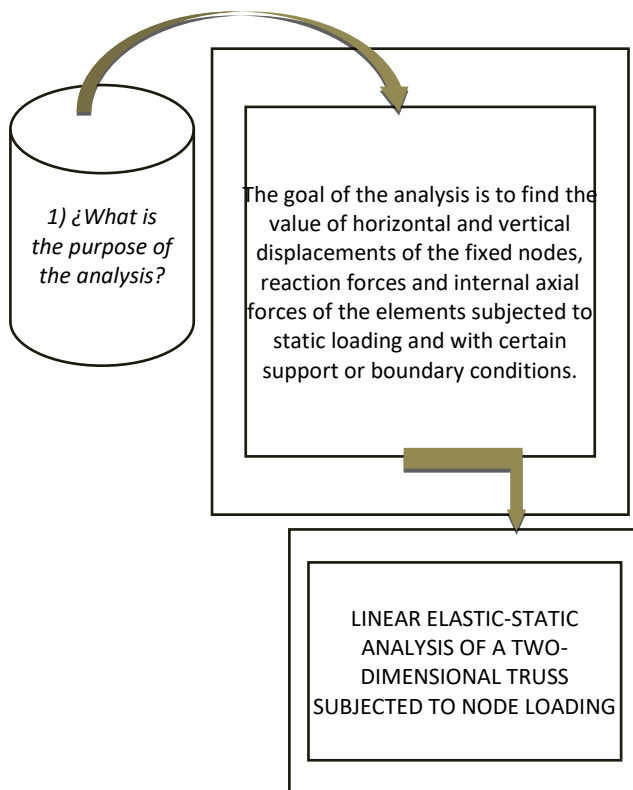 1) ¿What is
the purpose of
the analysis?
The goal of the analysis is to find the
value of horizontal and vertical
displacements of the fixed nodes,
reaction forces and internal axial
forces of the elements subjected to
static loading and with certain
support or boundary conditions.
LINEAR ELASTIC-STATIC
ANALYSIS OF A TWO-
DIMENSIONAL TRUSS
SUBJECTED TO NODE LOADING